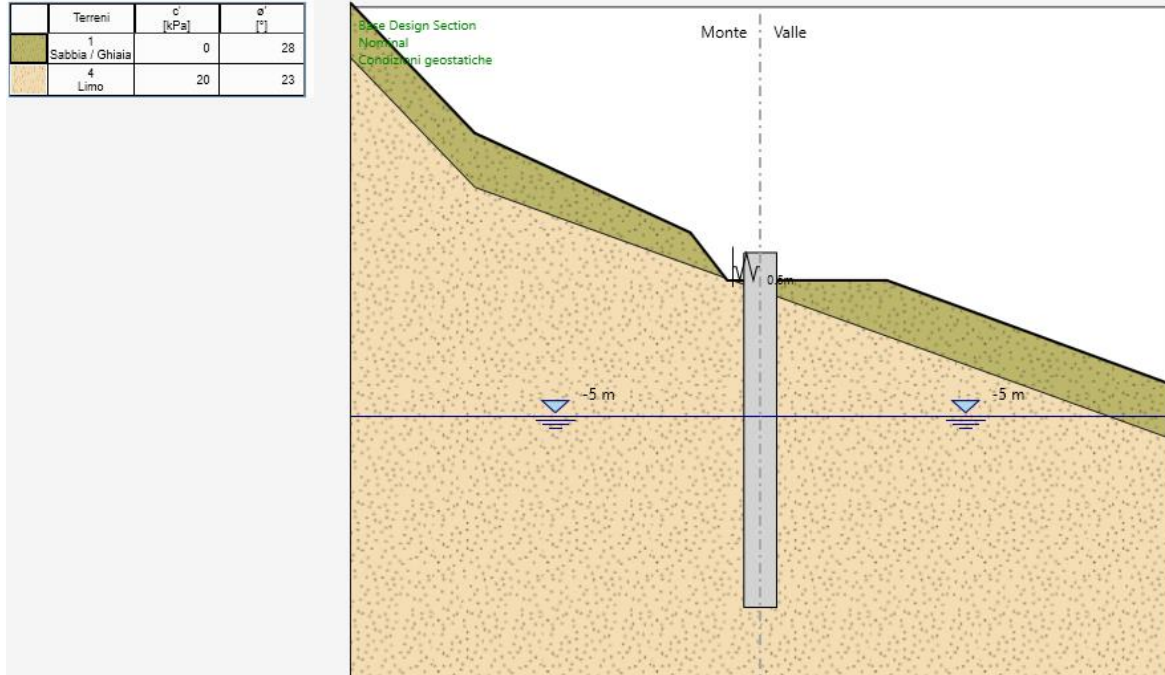 Terreni c' ø'
[kPa] [°]
1
Sabbia / Ghiaia 0 28
4
Limo 20 23
Base Design Section
Nominal
Condizioni geostatiche
Monte Valle
0.6m
-5 m -5 m